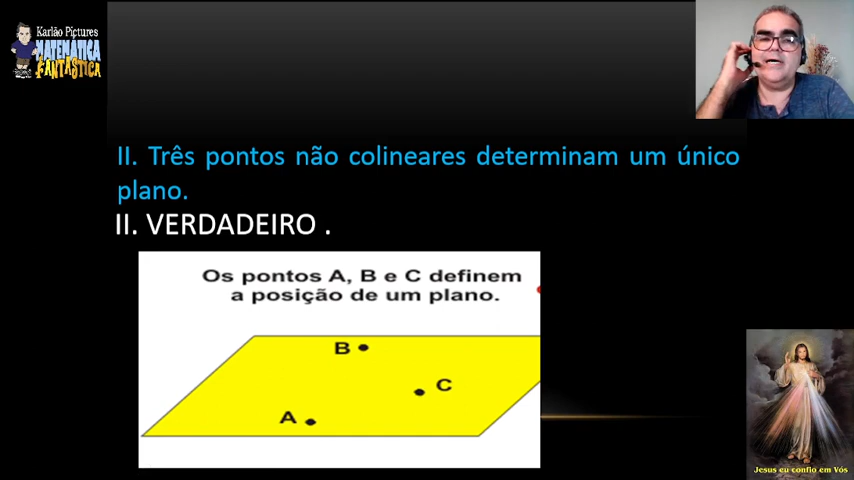 Karlão Pictures
MATEMÁTICA
FANTÁSTICA
II. Três pontos não colineares determinam um único
plano.
II. VERDADEIRO .
Os pontos A, B e C definem
a posição de um plano.
B
C
A
Jesus eu confio em Vós